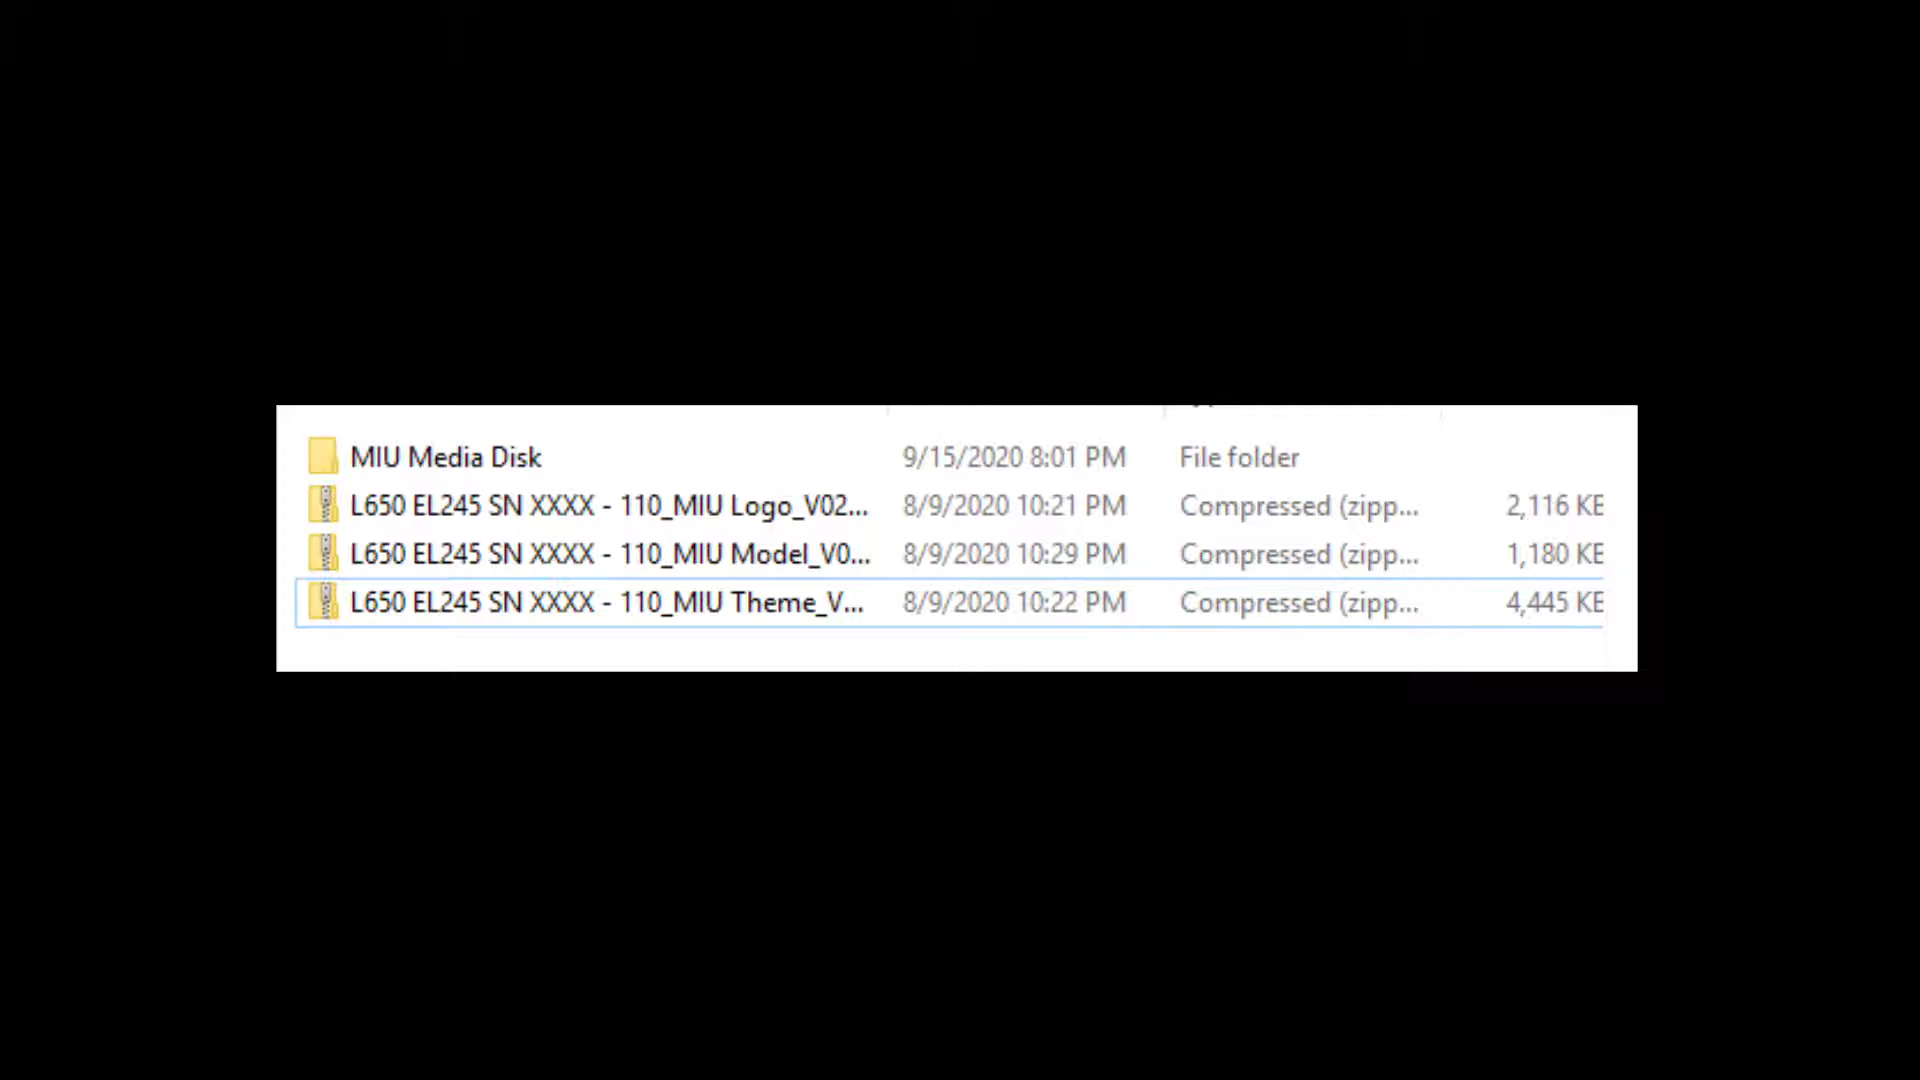 MIU Media Disk 9/15/2020 8:01 PM File folder
L650 EL245 SN XXXX - 110_MIU Logo_V02... 8/9/2020 10:21 PM Compressed (zipp... 2,116 KB
L650 EL245 SN XXXX - 110_MIU Model_V0... 8/9/2020 10:29 PM Compressed (zipp... 1,180 KB
L650 EL245 SN XXXX - 110_MIU Theme_V... 8/9/2020 10:22 PM Compressed (zipp... 4,445 KB